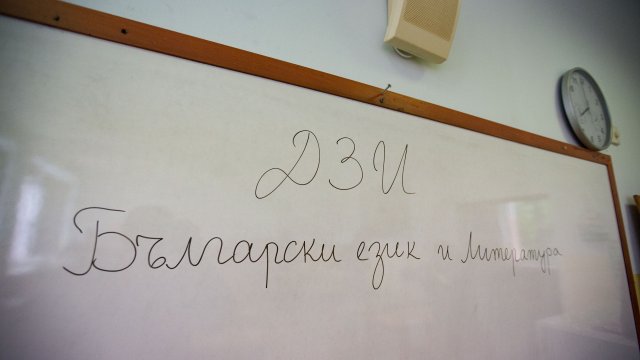 ДЗИ
Български език и Литература